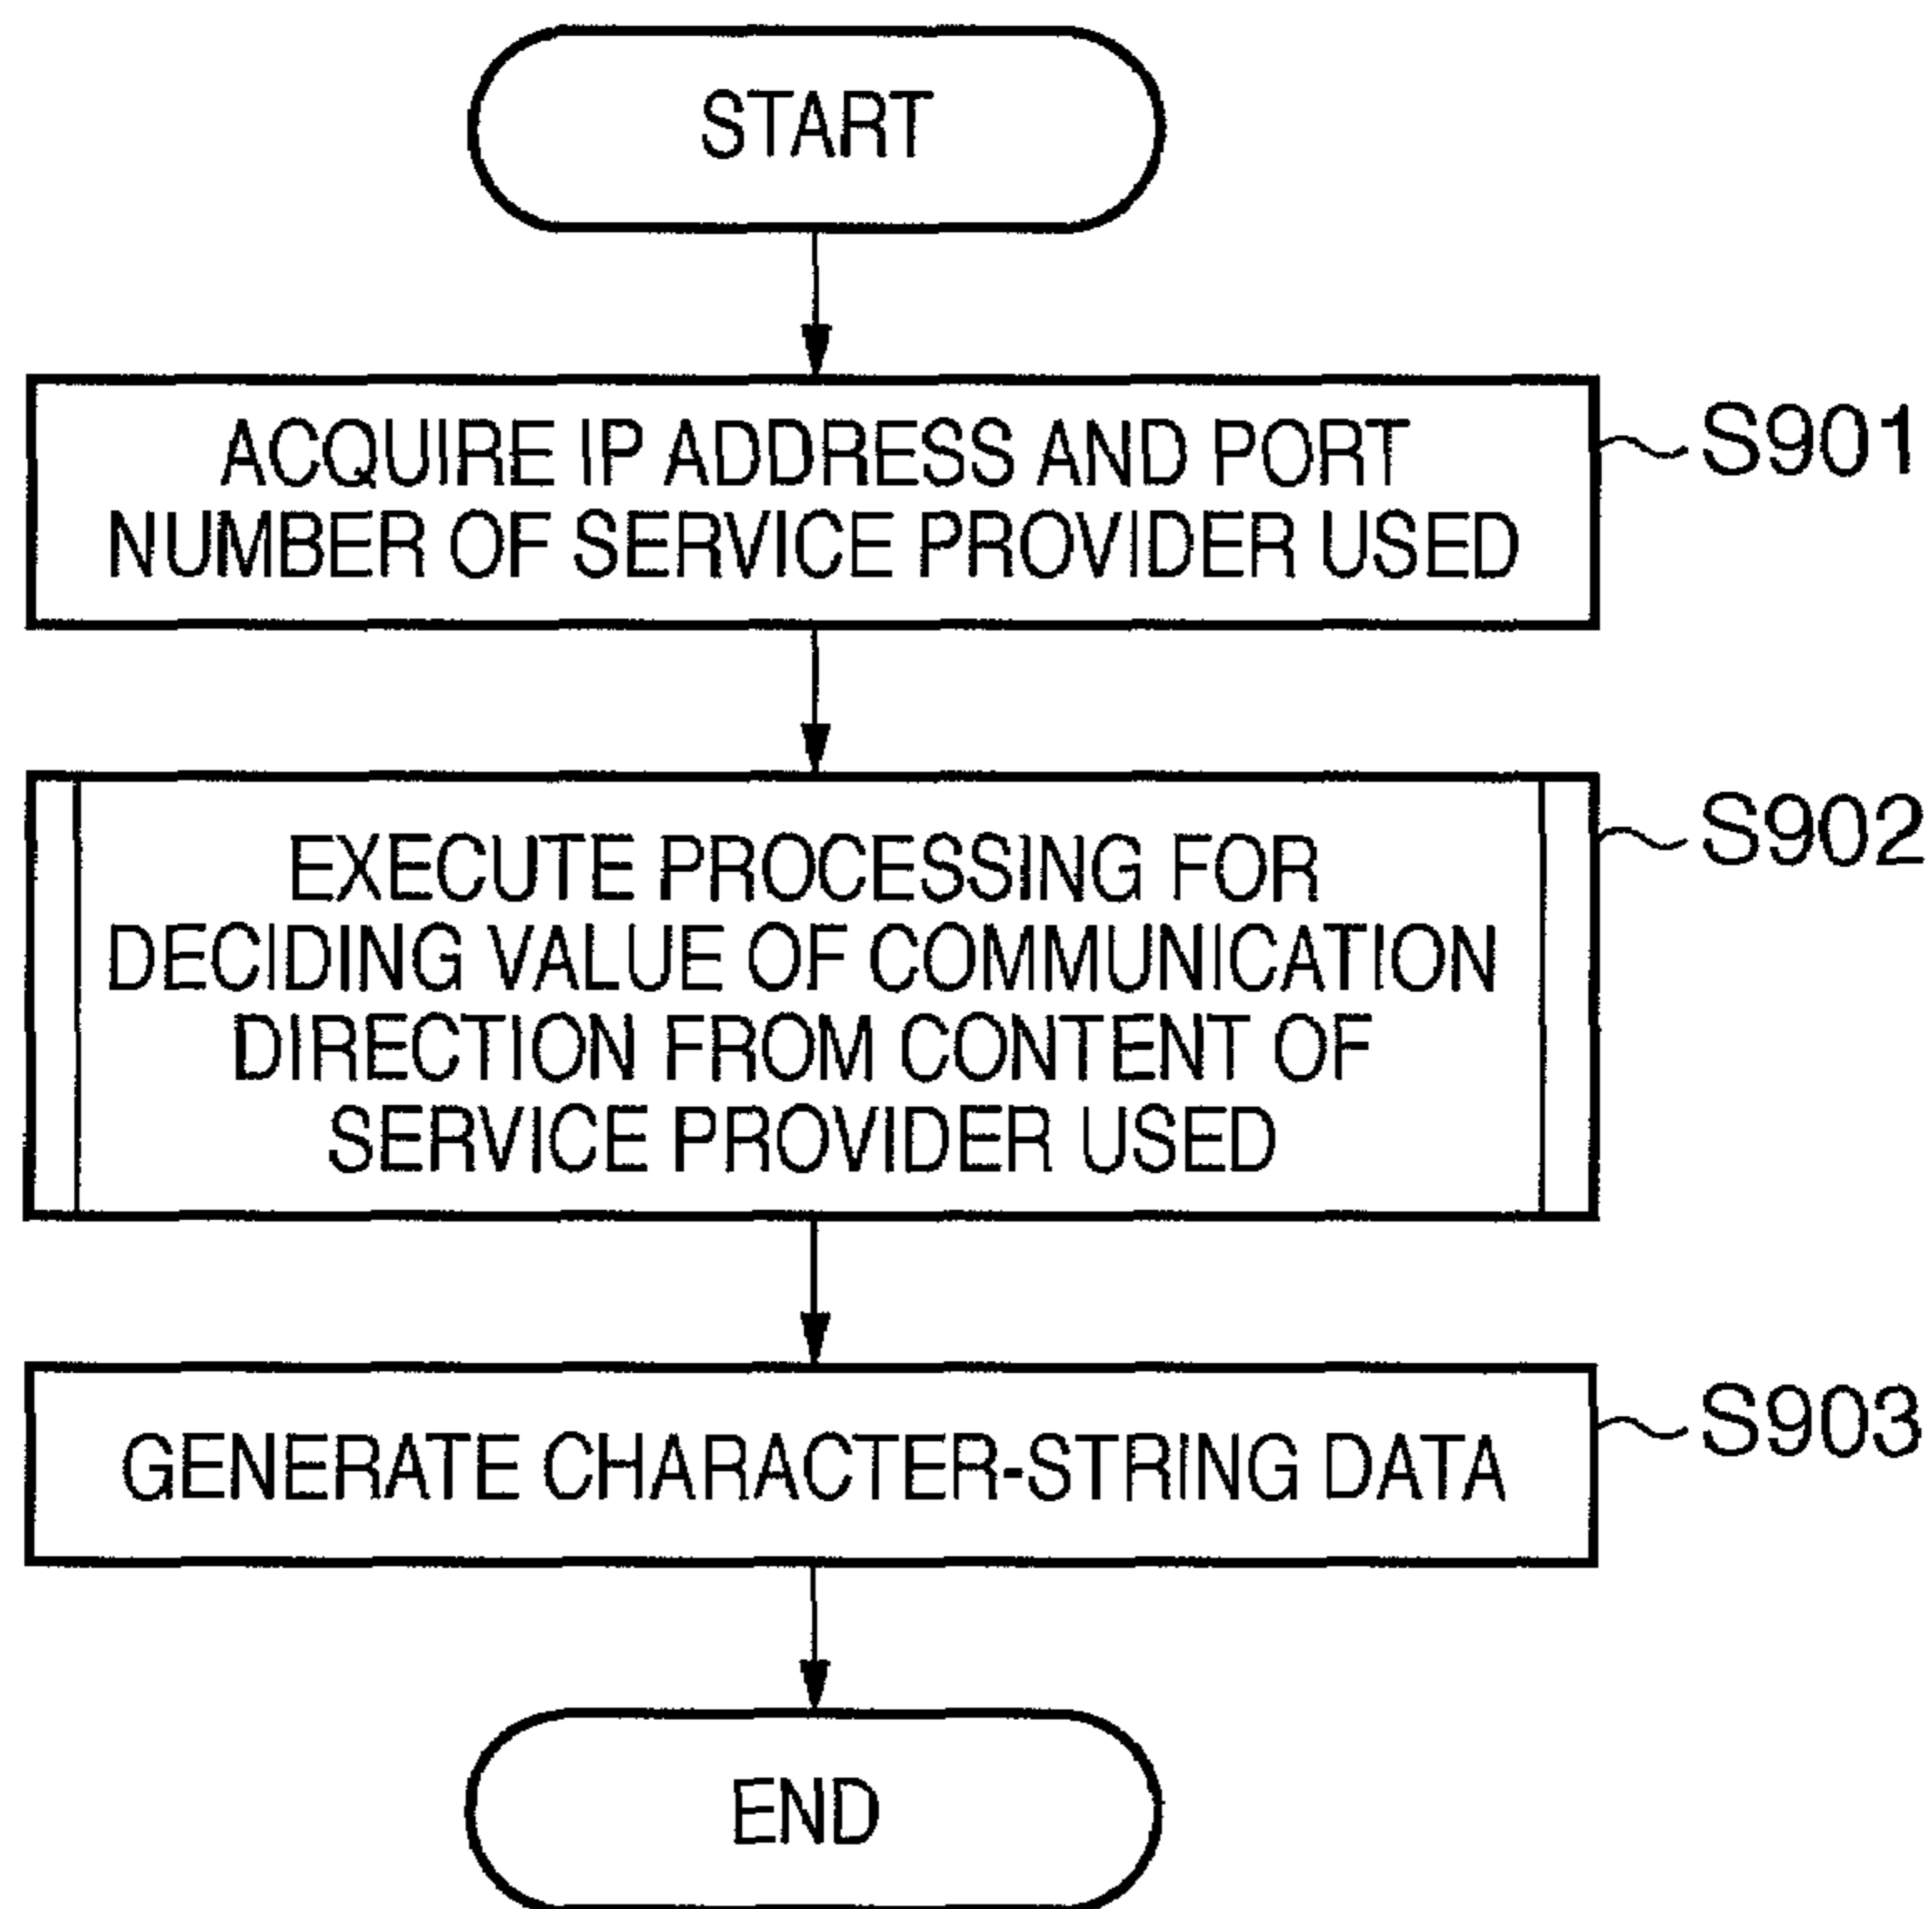 START
ACQUIRE IP ADDRESS AND PORT
NUMBER OF SERVICE PROVIDER USED
S901
EXECUTE PROCESSING FOR
DECIDING VALUE OF COMMUNICATION
DIRECTION FROM CONTENT OF
SERVICE PROVIDER USED
S902
GENERATE CHARACTER-STRING DATA
S903
END